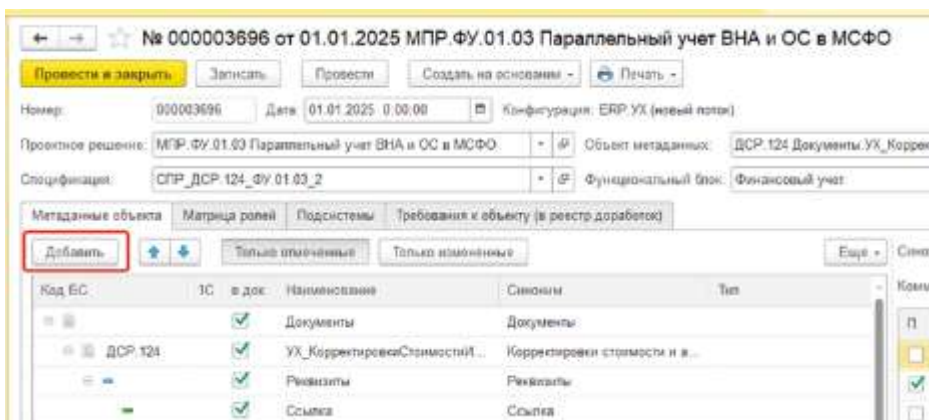 № 000003696 от 01.01.2025 МПР.ФУ.01.03 Параллельный учет ВНА и ОС в МСФО
Провести и закрыть Записать Провести Создать на основании Печать
Номер: 000003696 Дата: 01.01.2025 0:00:00 Конфигурация: ERP.УХ (новый поток)
Проектное решение: МПР.ФУ.01.03 Параллельный учет ВНА и ОС в МСФО Объект метаданных: ДСР.124 Документы.УХ_Коррек
Спецификация: СПР_ДСР.124_ФУ.01.03_2 Функциональный блок: Финансовый учет
Метаданные объекта Матрица ролей Подсистемы Требования к объекту (в реестр доработок)
Добавить Только отмеченные Только измененные Еще Сино
Код БС 1С в док Наименование Синоним Тип Комм
П
Документы Документы
ДСР.124 УХ_КорректировкаСтоимостиИ... Корректировки стоимости и а...
Реквизиты Реквизиты
Ссылка Ссылка